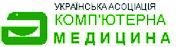 УКРАЇНСЬКА АСОЦІАЦІЯ
КОМП'ЮТЕРНА
МЕДИЦИНА